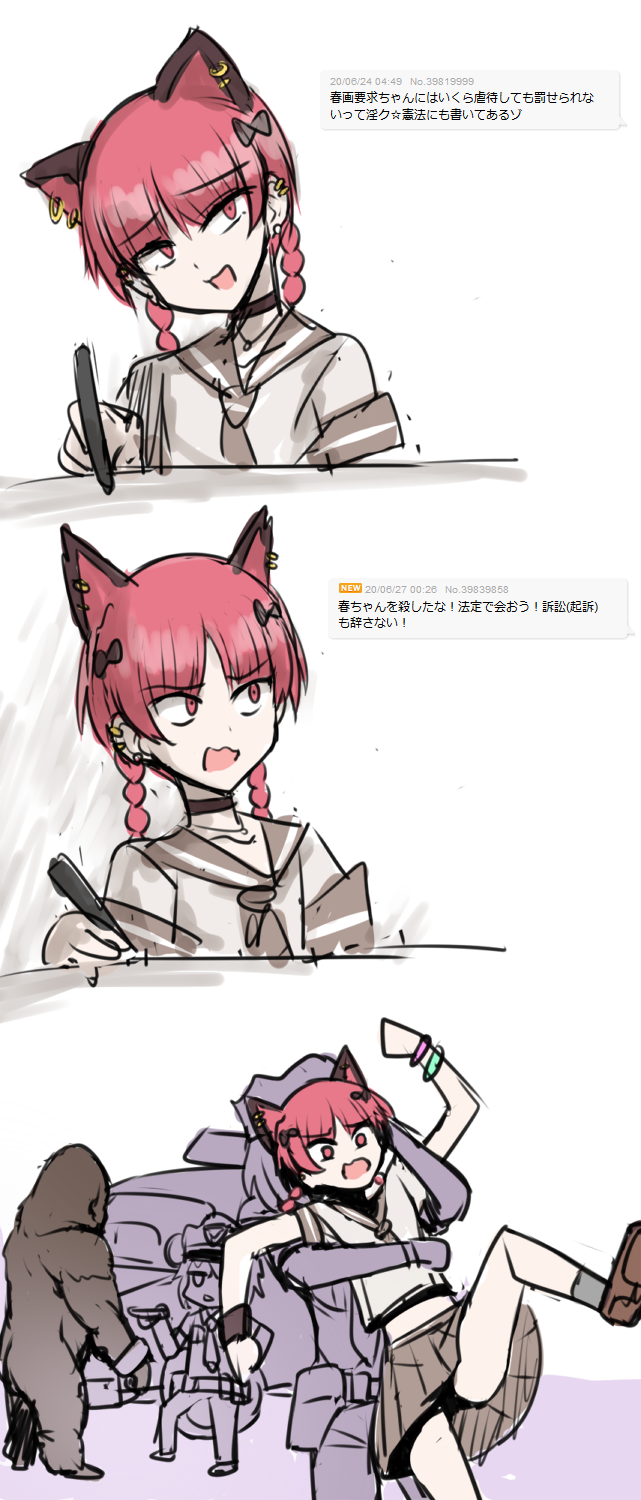 20/06/24 04:49 No.39819999
春画要求ちゃんにはいくら虐待しても罰せられな
いって淫ク☆憲法にも書いてあるゾ
NEW 20/06/27 00:26 No.39839858
春ちゃんを殺したな！法定で会おう！訴訟(起訴)
も辞さない！